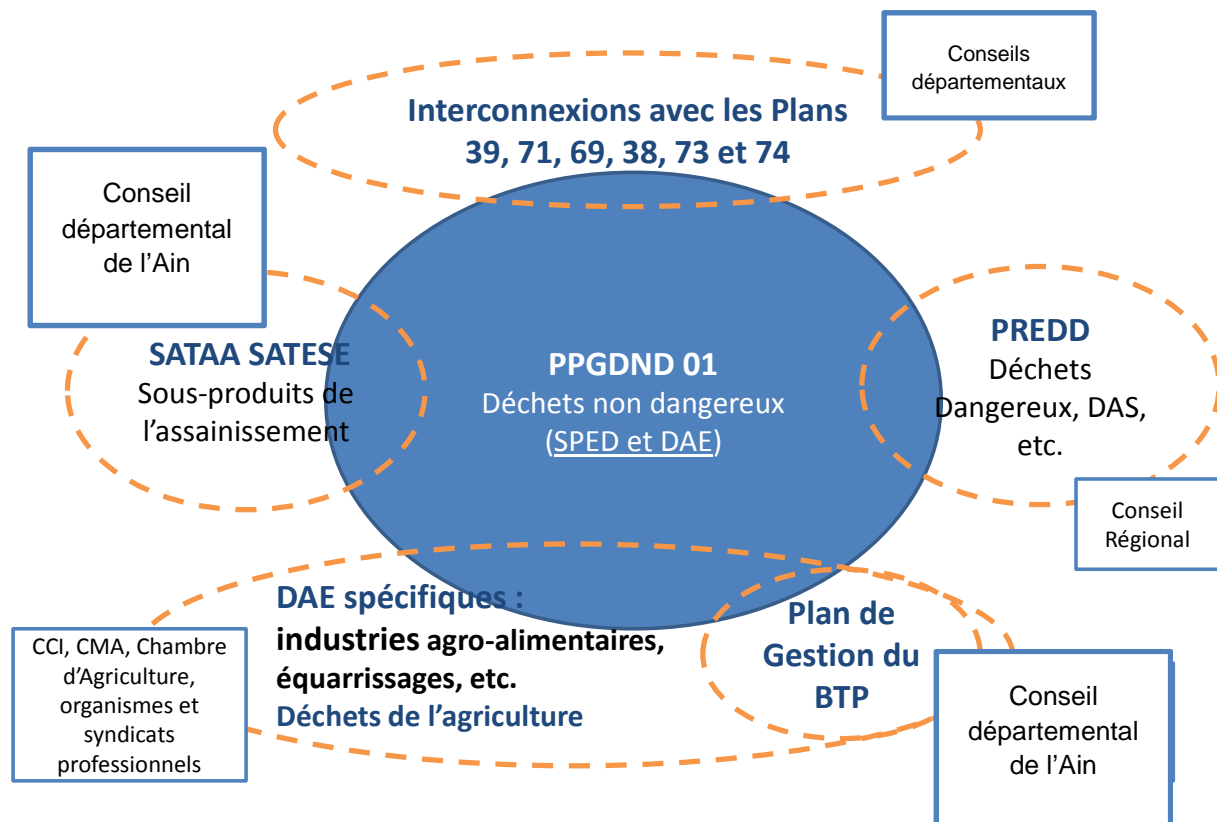 Conseils
départementaux
Interconnexions avec les Plans
39, 71, 69, 38, 73 et 74
Conseil
départemental
de l’Ain
SATAA SATESE
Sous-produits de
l’assainissement
PPGDND 01
Déchets non dangereux
(SPED et DAE)
PREDD
Déchets
Dangereux, DAS,
etc.
Conseil
Régional
DAE spécifiques :
industries agro-alimentaires,
équarrissages, etc.
Déchets de l’agriculture
Plan de
Gestion du
BTP
CCI, CMA, Chambre
d’Agriculture,
organismes et
syndicats
professionnels
Conseil
départemental
de l’Ain